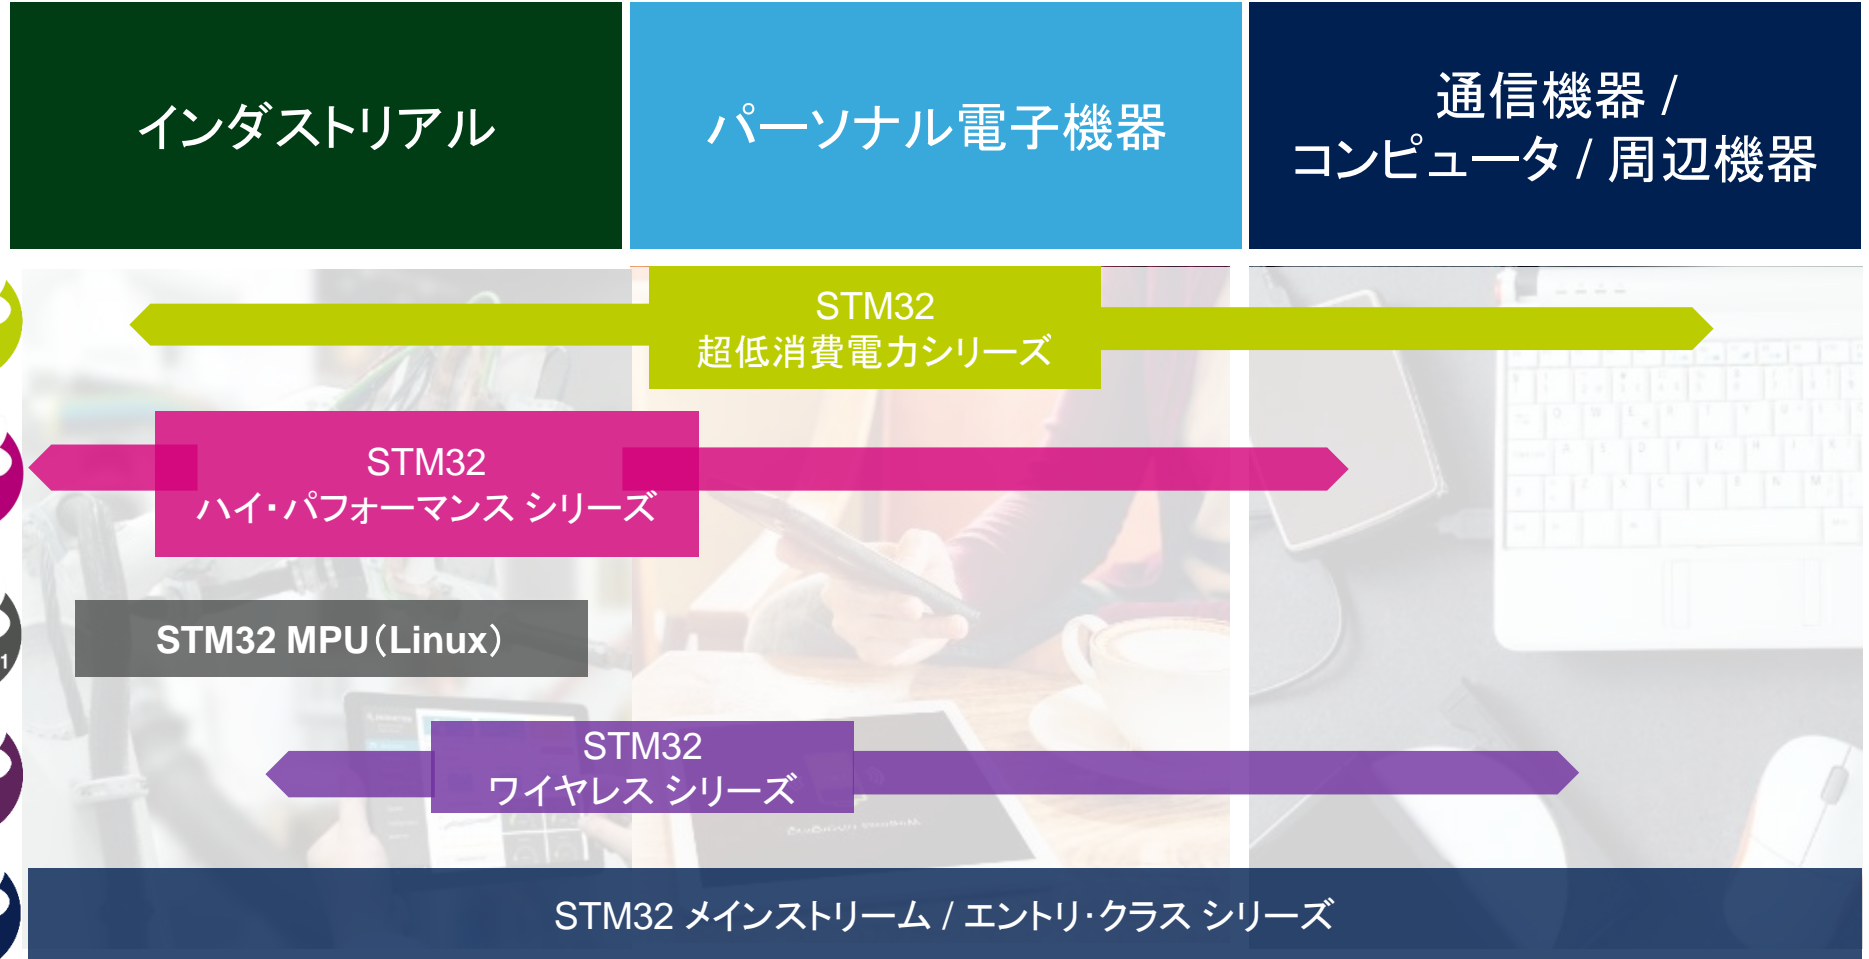 インダストリアル
パーソナル電子機器
通信機器 /
コンピュータ / 周辺機器
STM32
超低消費電力シリーズ
STM32
ハイ・パフォーマンス シリーズ
1
STM32 MPU（Linux）
STM32
ワイヤレス シリーズ
STM32 メインストリーム / エントリ・クラス シリーズ